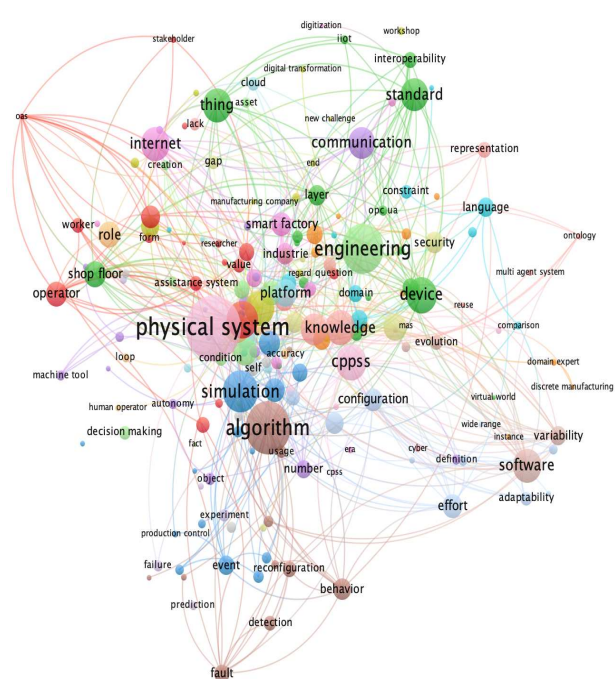 digitization
workshop
stakeholder
iiot
interoperability
digital transformation
cloud
standard
thing
asset
oas
lack
new challenge
internet
communication
representation
creation
gap
end
layer
constraint
manufacturing company
language
opc ua
worker
role
form
smart factory
researcher
engineering
security
ontology
industrie
value
shop floor
assistance system
regard
question
multi agent system
operator
platform
domain
device
reuse
physical system
knowledge
mas
comparison
evolution
condition
accuracy
loop
self
cppss
domain expert
machine tool
simulation
discrete manufacturing
configuration
virtual world
human operator
autonomy
algorithm
wide range
decision making
instance
variability
fact
usage
era
cyber
definition
number
cpss
software
object
effort
adaptability
experiment
production control
failure
event
reconfiguration
behavior
prediction
detection
fault